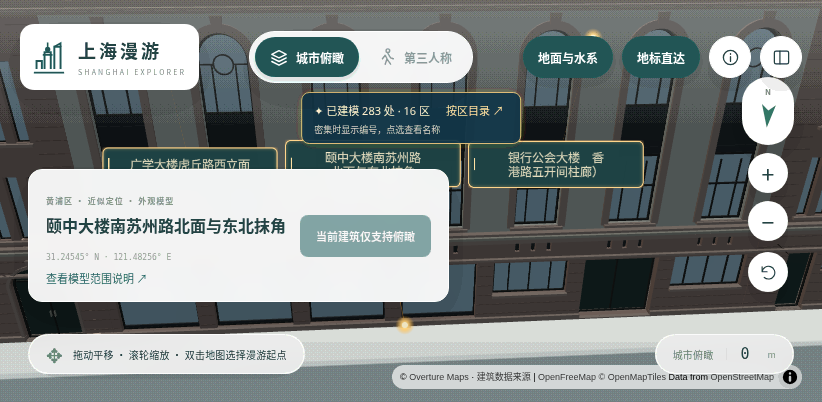 上海漫游
SHANGHAI EXPLORER
城市俯瞰
第三人称
地面与水系
地标直达
N
✦ 已建模 283 处 · 16 区 按区目录 ↗
密集时显示编号，点选查看名称
广学大楼虎丘路西立面
颐中大楼南苏州路
银行公会大楼 香
港路五开间柱廊）
黄浦区 • 近似定位 • 外观模型
颐中大楼南苏州路北面与东北抹角
当前建筑仅支持俯瞰
31.24545° N · 121.48256° E
查看模型范围说明 ↗
拖动平移 • 滚轮缩放 • 双击地图选择漫游起点
城市俯瞰 0 m
© Overture Maps · 建筑数据来源 | OpenFreeMap © OpenMapTiles Data from OpenStreetMap